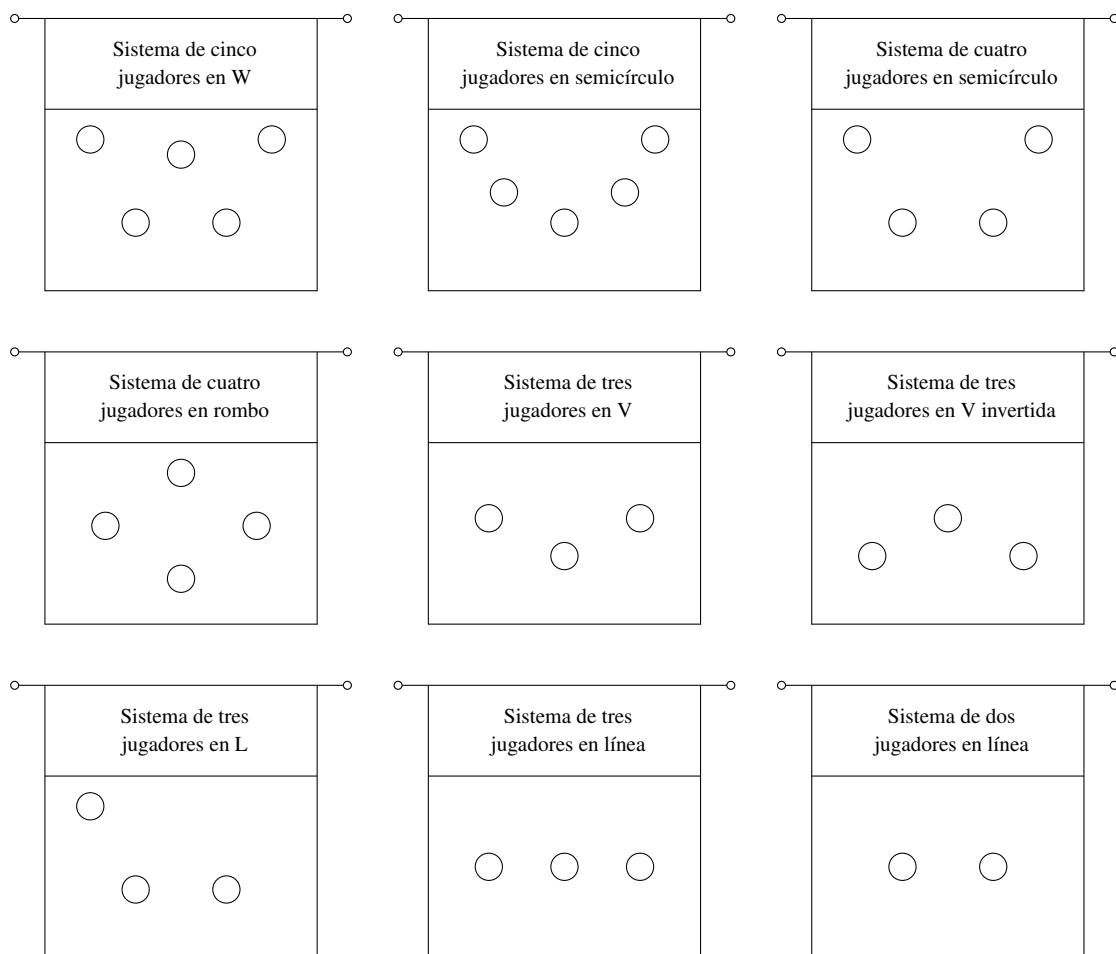 Sistema de cinco
jugadores en W
Sistema de cinco
jugadores en semicírculo
Sistema de cuatro
jugadores en semicírculo
Sistema de cuatro
jugadores en rombo
Sistema de tres
jugadores en V
Sistema de tres
jugadores en V invertida
Sistema de tres
jugadores en L
Sistema de tres
jugadores en línea
Sistema de dos
jugadores en línea